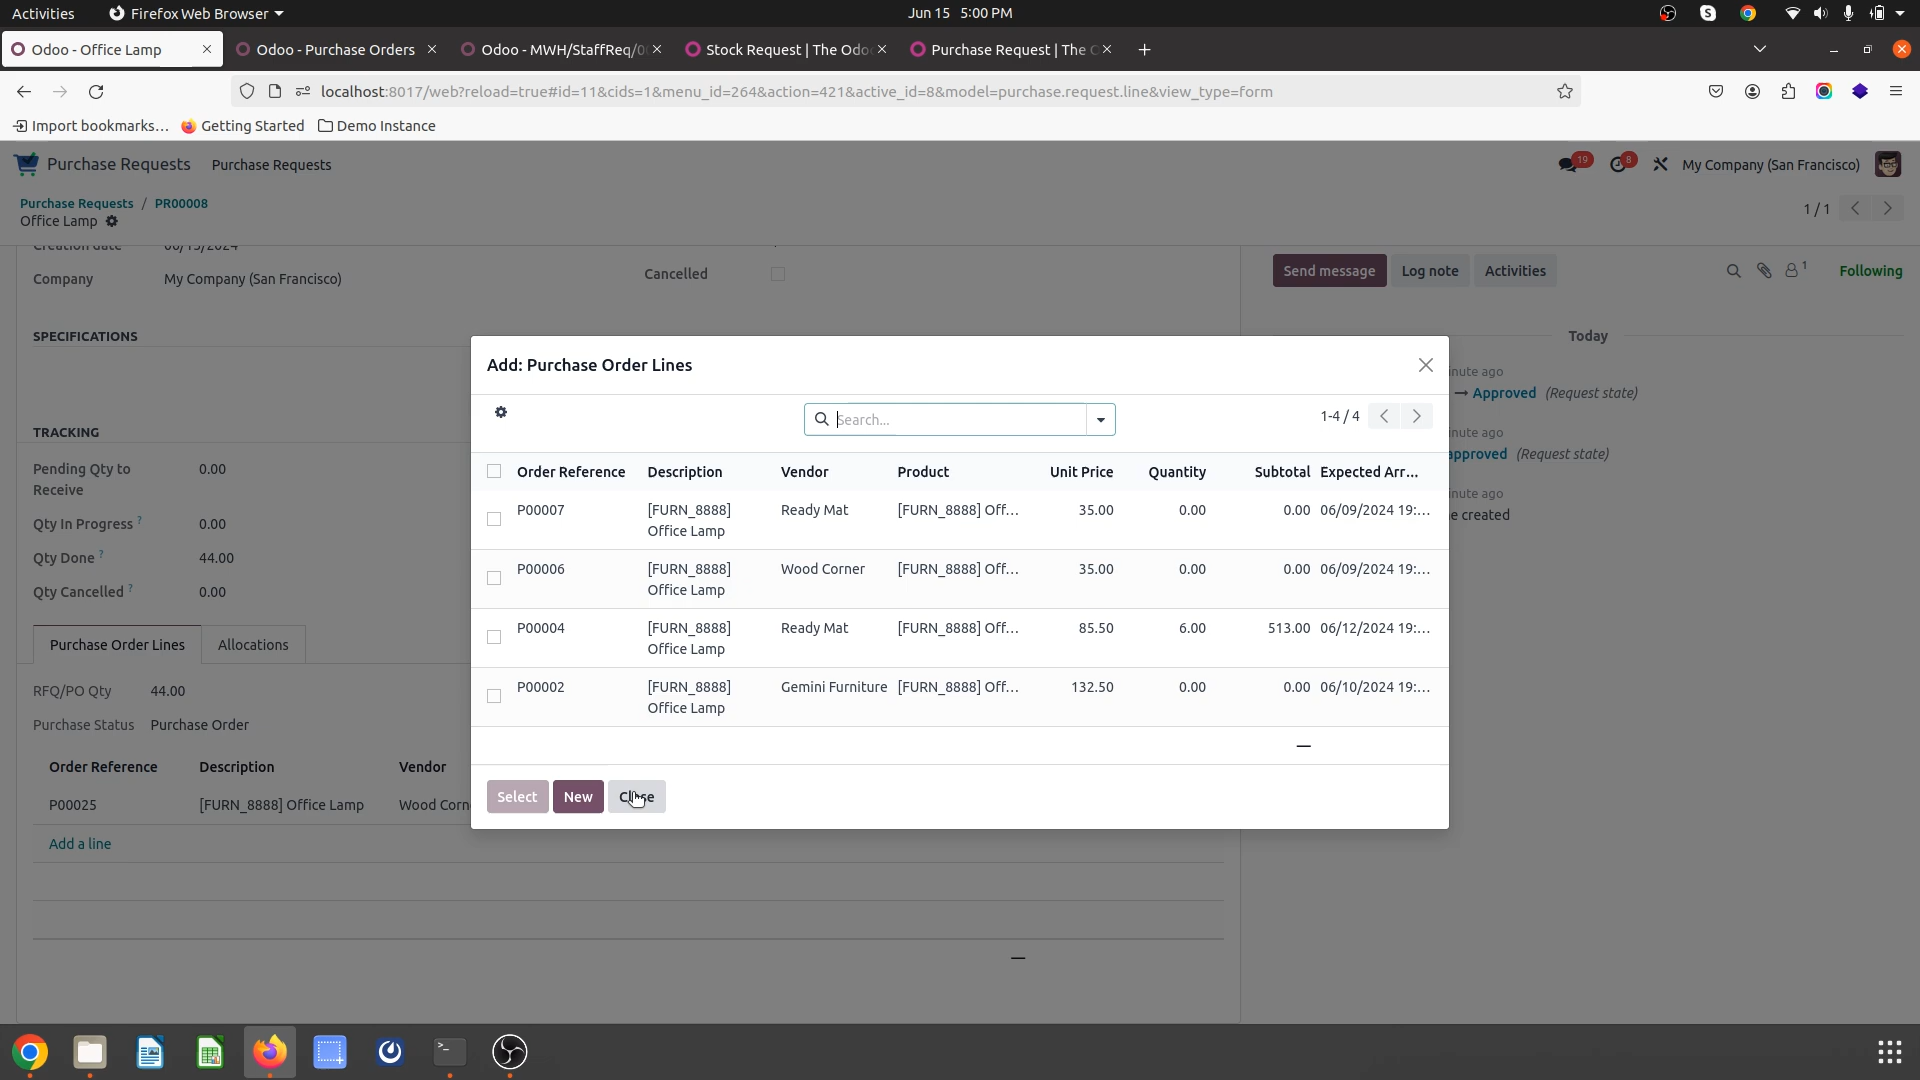 Activities
Firefox Web Browser
Jun 15 5:00 PM
Odoo - Office Lamp
Odoo - Purchase Orders
Odoo - MWH/StaffReq/0
Stock Request | The Odo
Purchase Request | The
localhost:8017/web?reload=true#id=11&cids=1&menu_id=264&action=421&active_id=8&model=purchase.request.line&view_type=form
Import bookmarks...
Getting Started
Demo Instance
Purchase Requests
Purchase Requests
19
8
My Company (San Francisco)
Purchase Requests / PR00008
Office Lamp
1 / 1
Company
My Company (San Francisco)
Cancelled
Send message
Log note
Activities
1
Following
SPECIFICATIONS
Today
Add: Purchase Order Lines
nute ago
→ Approved (Request state)
Search...
1-4 / 4
TRACKING
nute ago
approved (Request state)
Pending Qty to
Receive
0.00
nute ago
e created
Qty In Progress ?
0.00
Qty Done ?
44.00
Qty Cancelled ?
0.00
Order Reference Description Vendor Product Unit Price Quantity Subtotal Expected Arr...
P00007 [FURN_8888] Ready Mat [FURN_8888] Off... 35.00 0.00 0.00 06/09/2024 19:...
Office Lamp
P00006 [FURN_8888] Wood Corner [FURN_8888] Off... 35.00 0.00 0.00 06/09/2024 19:...
Office Lamp
P00004 [FURN_8888] Ready Mat [FURN_8888] Off... 85.50 6.00 513.00 06/12/2024 19:...
Office Lamp
P00002 [FURN_8888] Gemini Furniture [FURN_8888] Off... 132.50 0.00 0.00 06/10/2024 19:...
Office Lamp
—
Select
New
Close
Purchase Order Lines
Allocations
RFQ/PO Qty
44.00
Purchase Status
Purchase Order
Order Reference Description Vendor
P00025 [FURN_8888] Office Lamp Wood Corn
Add a line
—